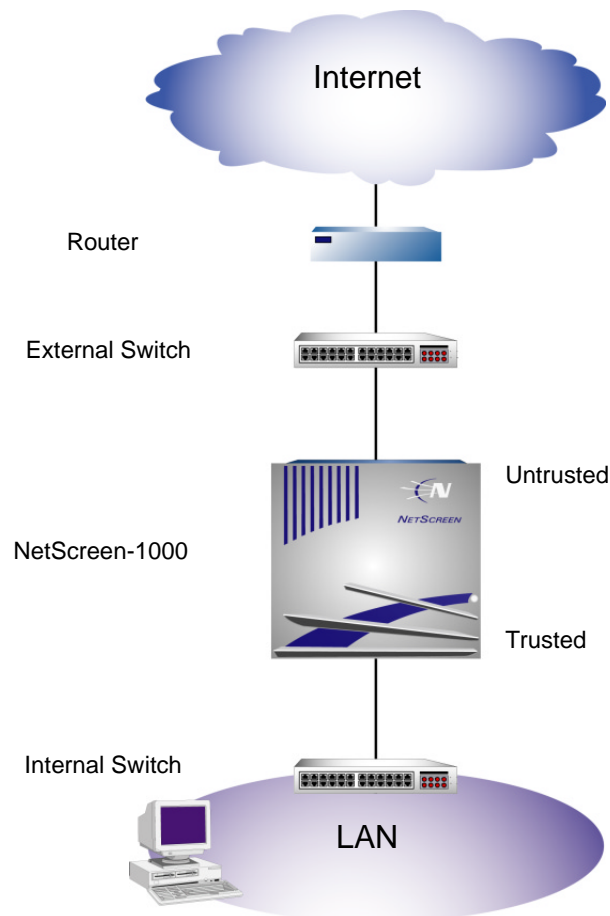 Internet
Router
External Switch
Untrusted
N
NETSCREEN
NetScreen-1000
Trusted
Internal Switch
LAN